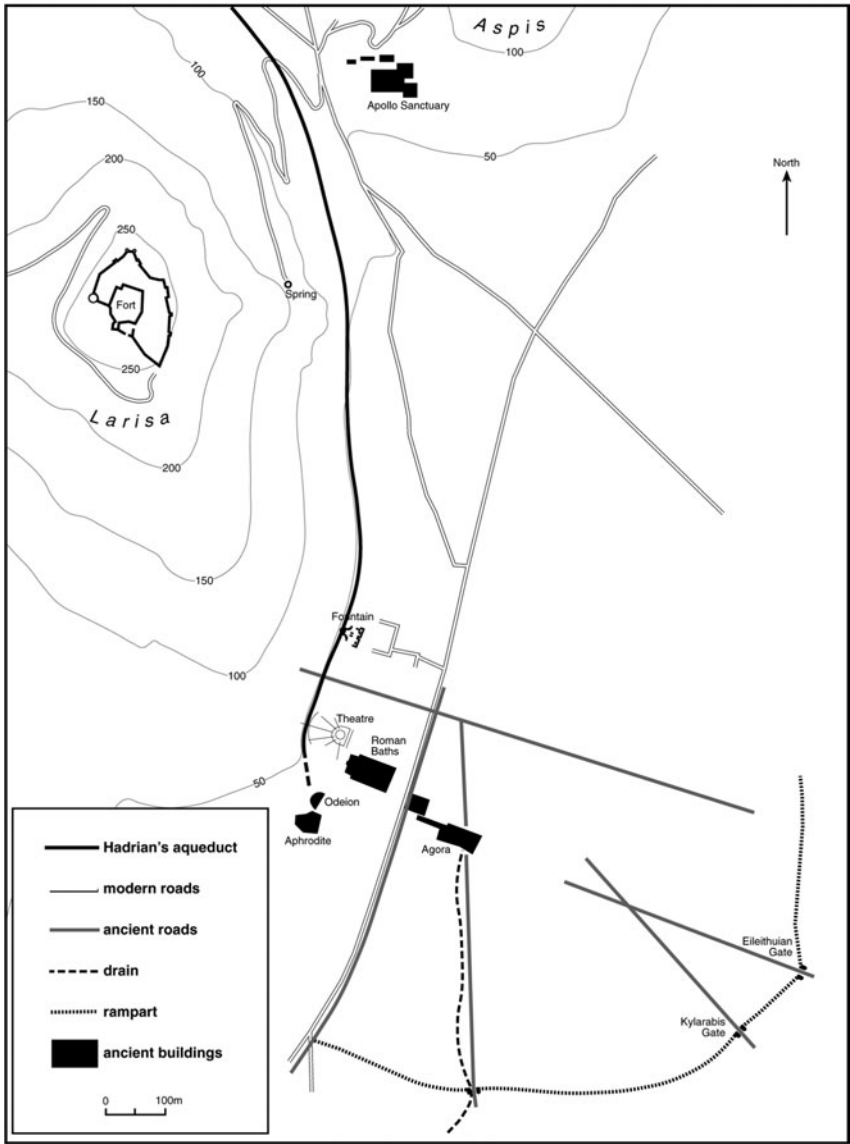 Aspis
100
100
Apollo Sanctuary
150
50
200
North
250
Spring
Fort
250
Larisa
200
150
Fountain
100
Theatre
Roman
Baths
50
Odeion
Aphrodite
Agora
Hadrian's aqueduct
modern roads
ancient roads
drain
rampart
ancient buildings
0 100m
Eileithuian
Gate
Kylarabis
Gate